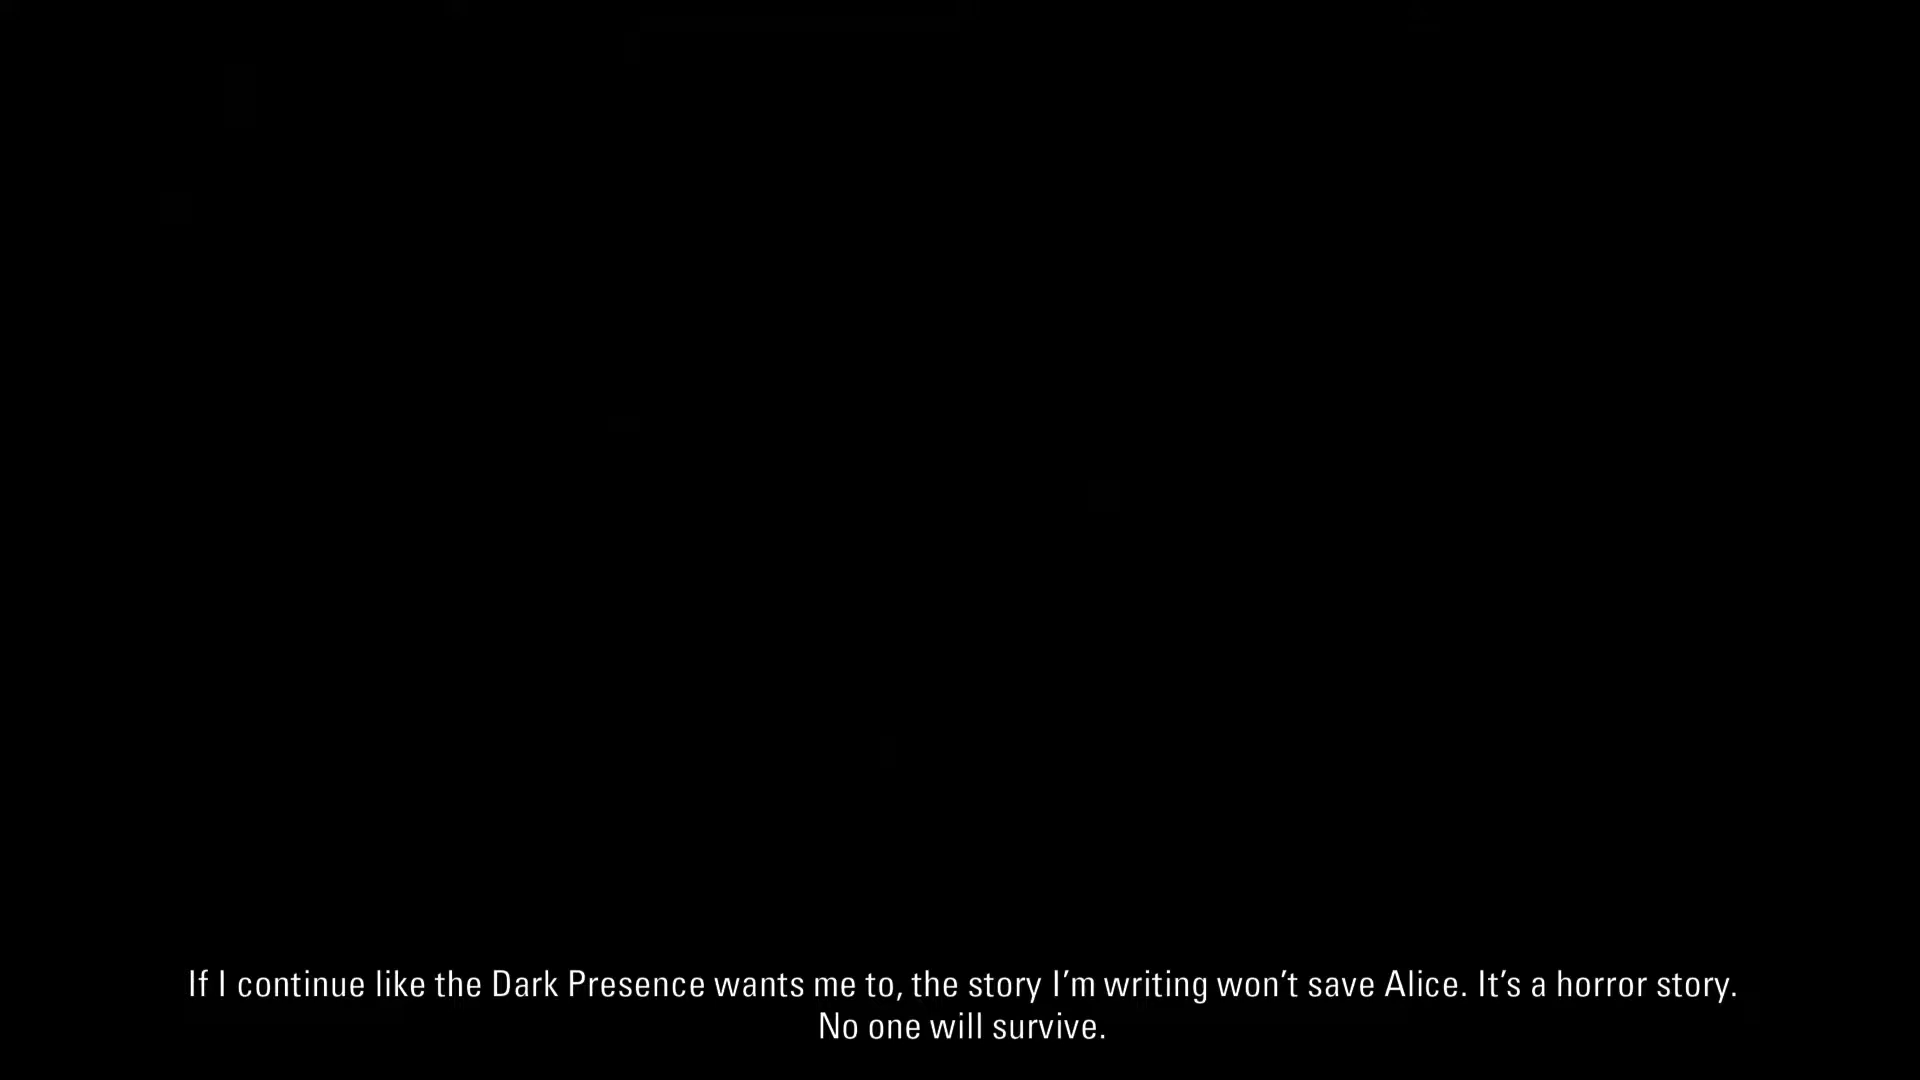 If I continue like the Dark Presence wants me to, the story I’m writing won’t save Alice. It’s a horror story.
No one will survive.